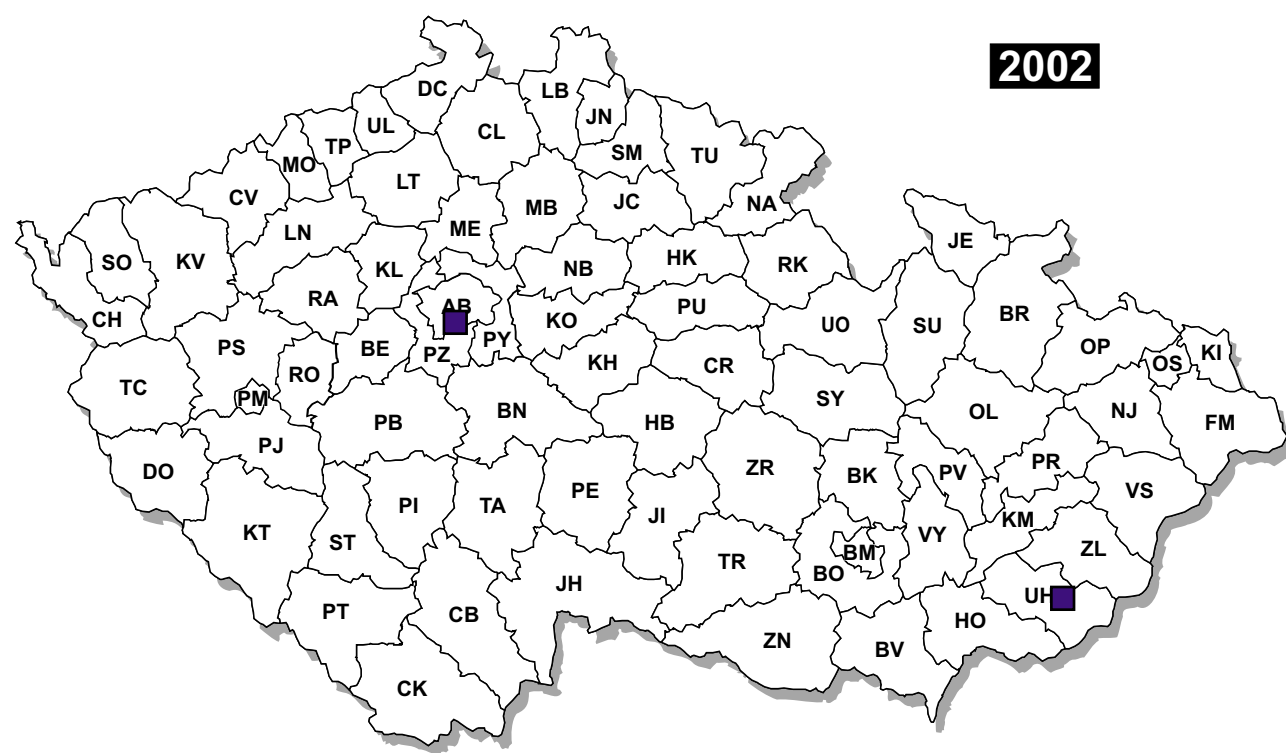 2002
DC
LB
JN
UL
CL
TP
MO
SM
TU
LT
CV
JC
NA
MB
ME
LN
JE
SO
KV
KL
NB
HK
RK
RA
AB
CH
KO
PU
UO
SU
BR
PS
BE
PZ
PY
KH
CR
OP
OS
KI
TC
RO
PM
SY
OL
NJ
FM
PB
BN
HB
PJ
DO
ZR
BK
PV
PR
VS
PE
PI
TA
JI
KM
KT
ST
VY
BM
ZL
BO
TR
JH
UH
PT
CB
HO
ZN
BV
CK